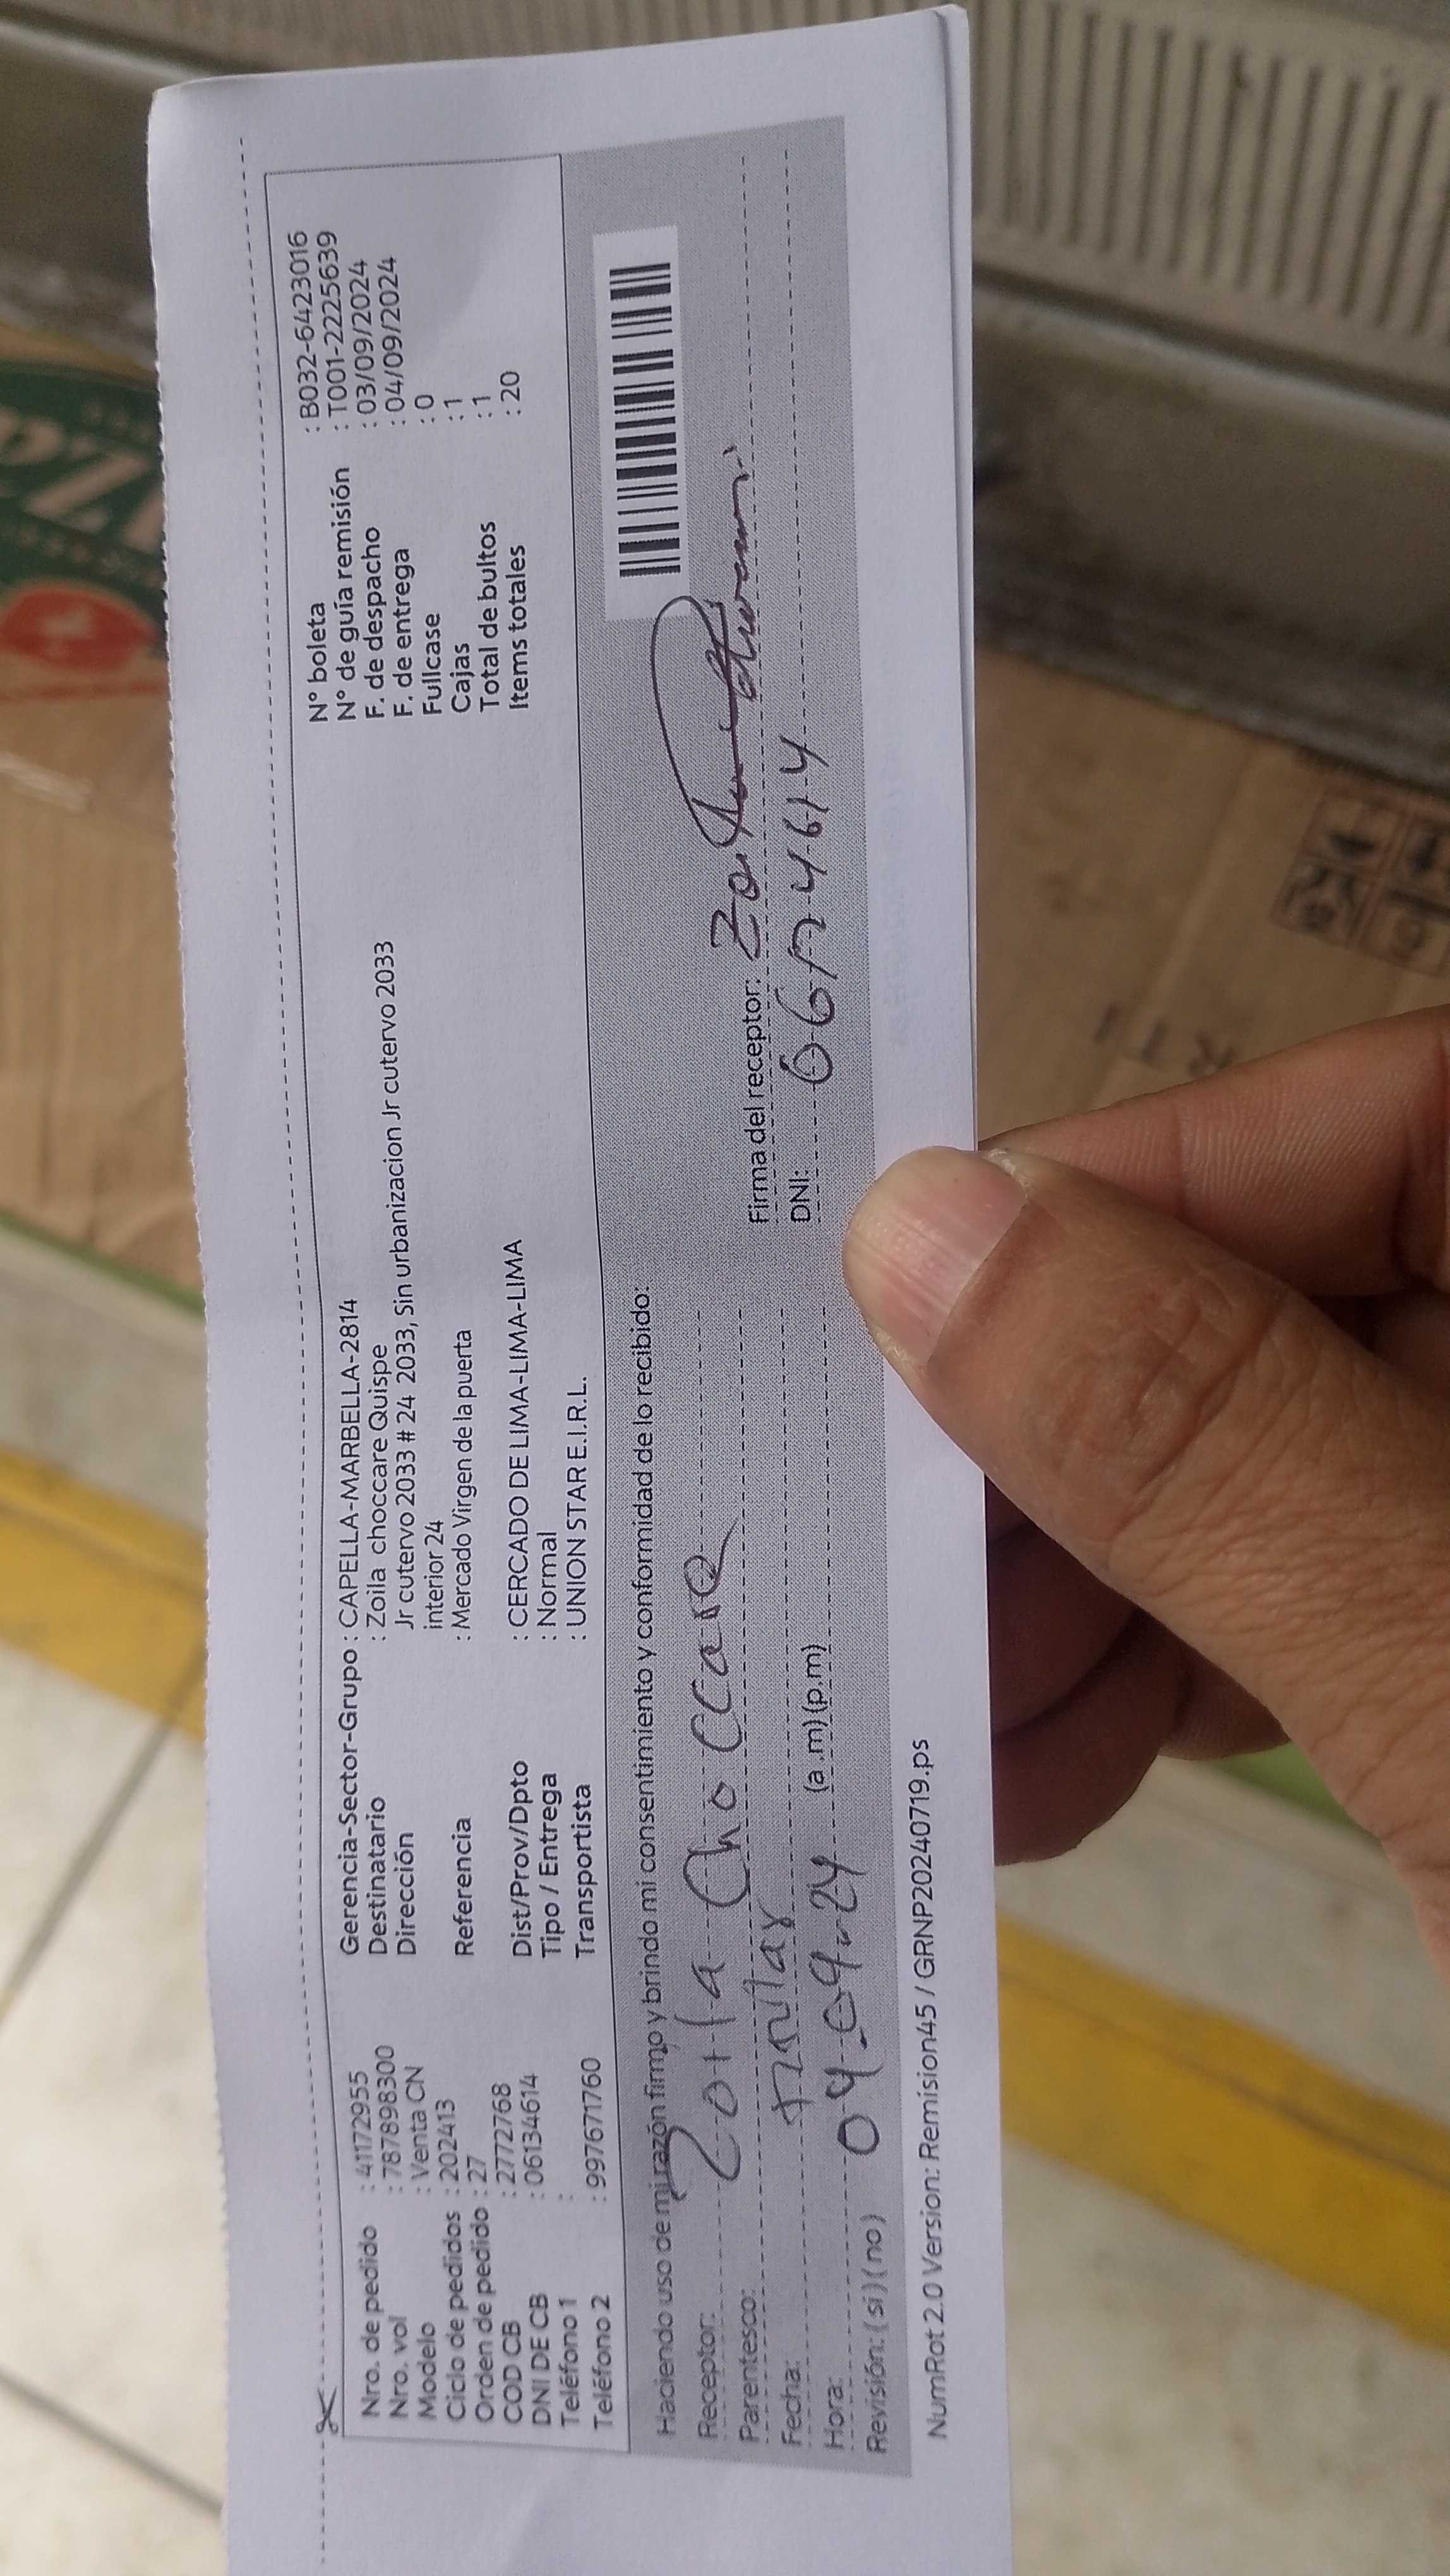 Nro. de pedido : 41172955
Nro. vol : 787898300
Modelo : Venta CN
Ciclo de pedidos : 202413
Orden de pedido : 27
COD CB : 2772768
DNI DE CB : 06134614
Teléfono 1 :
Teléfono 2 : 997671760
Gerencia-Sector-Grupo : CAPELLA-MARBELLA-2814
Destinatario : Zoila choccare Quispe
Dirección Jr cutervo 2033 # 24 2033, Sin urbanizacion Jr cutervo 2033
interior 24
Referencia : Mercado Virgen de la puerta
Dist/Prov/Dpto : CERCADO DE LIMA-LIMA-LIMA
Tipo / Entrega : Normal
Transportista : UNION STAR E.I.R.L.
N° boleta : B032-6423016
N° de guía remisión : T001-2225639
F. de despacho : 03/09/2024
F. de entrega : 04/09/2024
Fullcase : 0
Cajas : 1
Total de bultos : 1
Items totales : 20
Haciendo uso de mi razón firmo y brindo mi consentimiento y conformidad de lo recibido:
Receptor: Zoila Choccare
Parentesco:
Fecha: 04-09-24
Hora: (a.m) (p.m)
Revisión: (si) (no)
Firma del receptor:
DNI:
NumRot 2.0 Version: Remision45 / GRNP20240719.ps